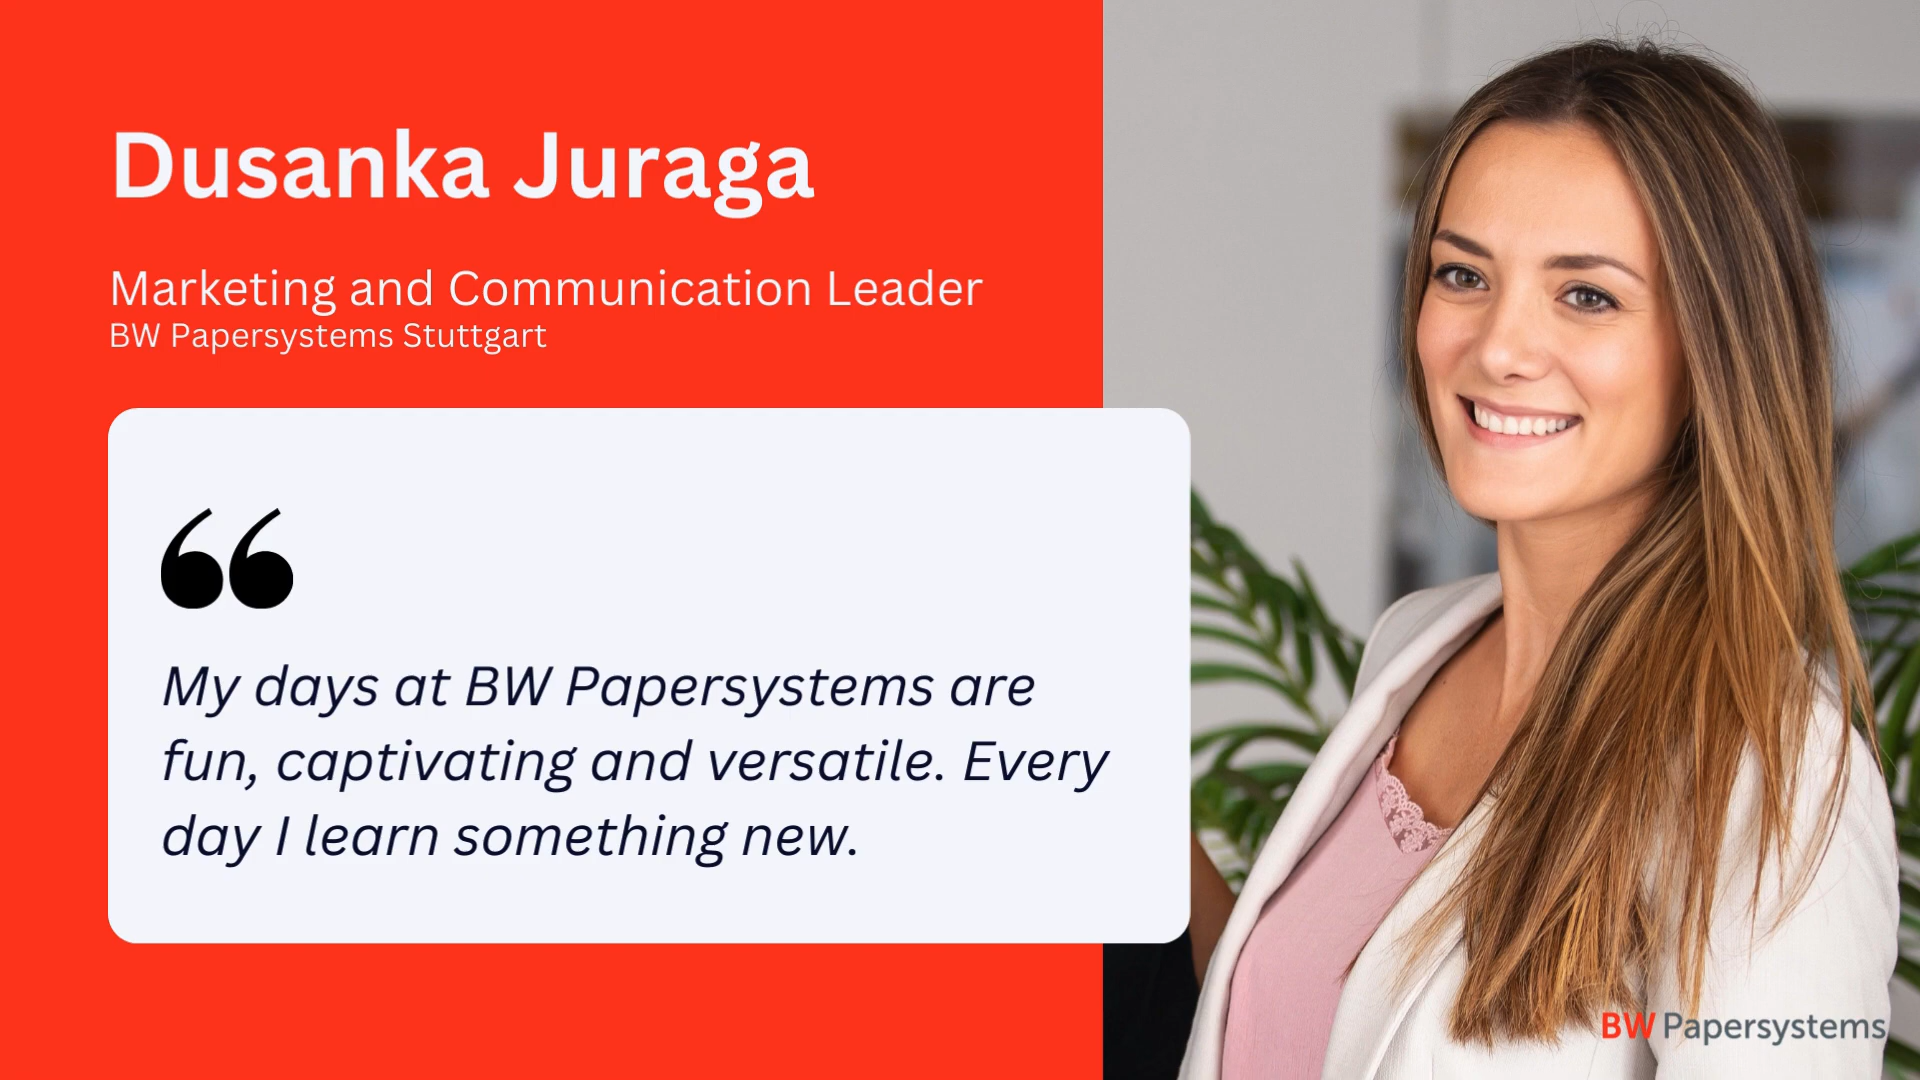 Dusanka Juraga
Marketing and Communication Leader
BW Papersystems Stuttgart
“
My days at BW Papersystems are
fun, captivating and versatile. Every
day I learn something new.
BW Papersystems